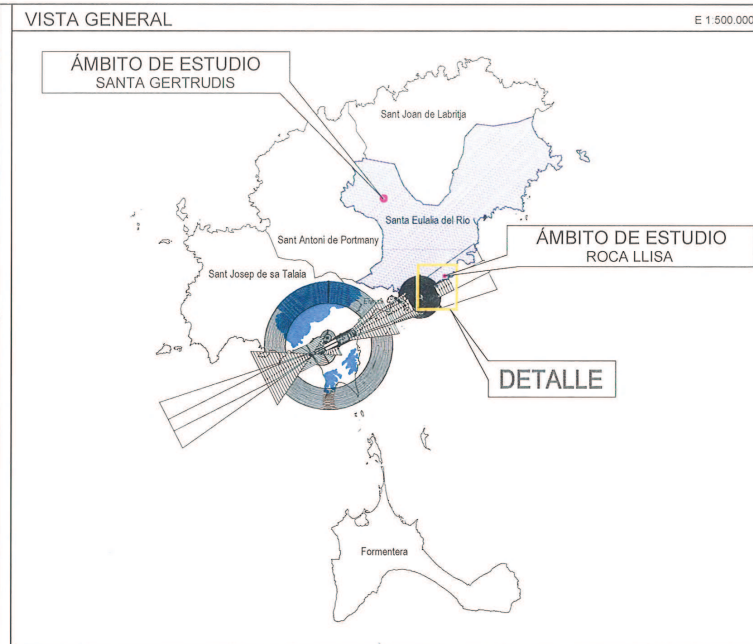 VISTA GENERAL
E 1:500.000
ÁMBITO DE ESTUDIO
SANTA GERTRUDIS
Sant Joan de Labritja
Santa Eulalia del Río
Sant Antoni de Portmany
ÁMBITO DE ESTUDIO
ROCA LLISA
Sant Josep de sa Talaia
DETALLE
Formentera